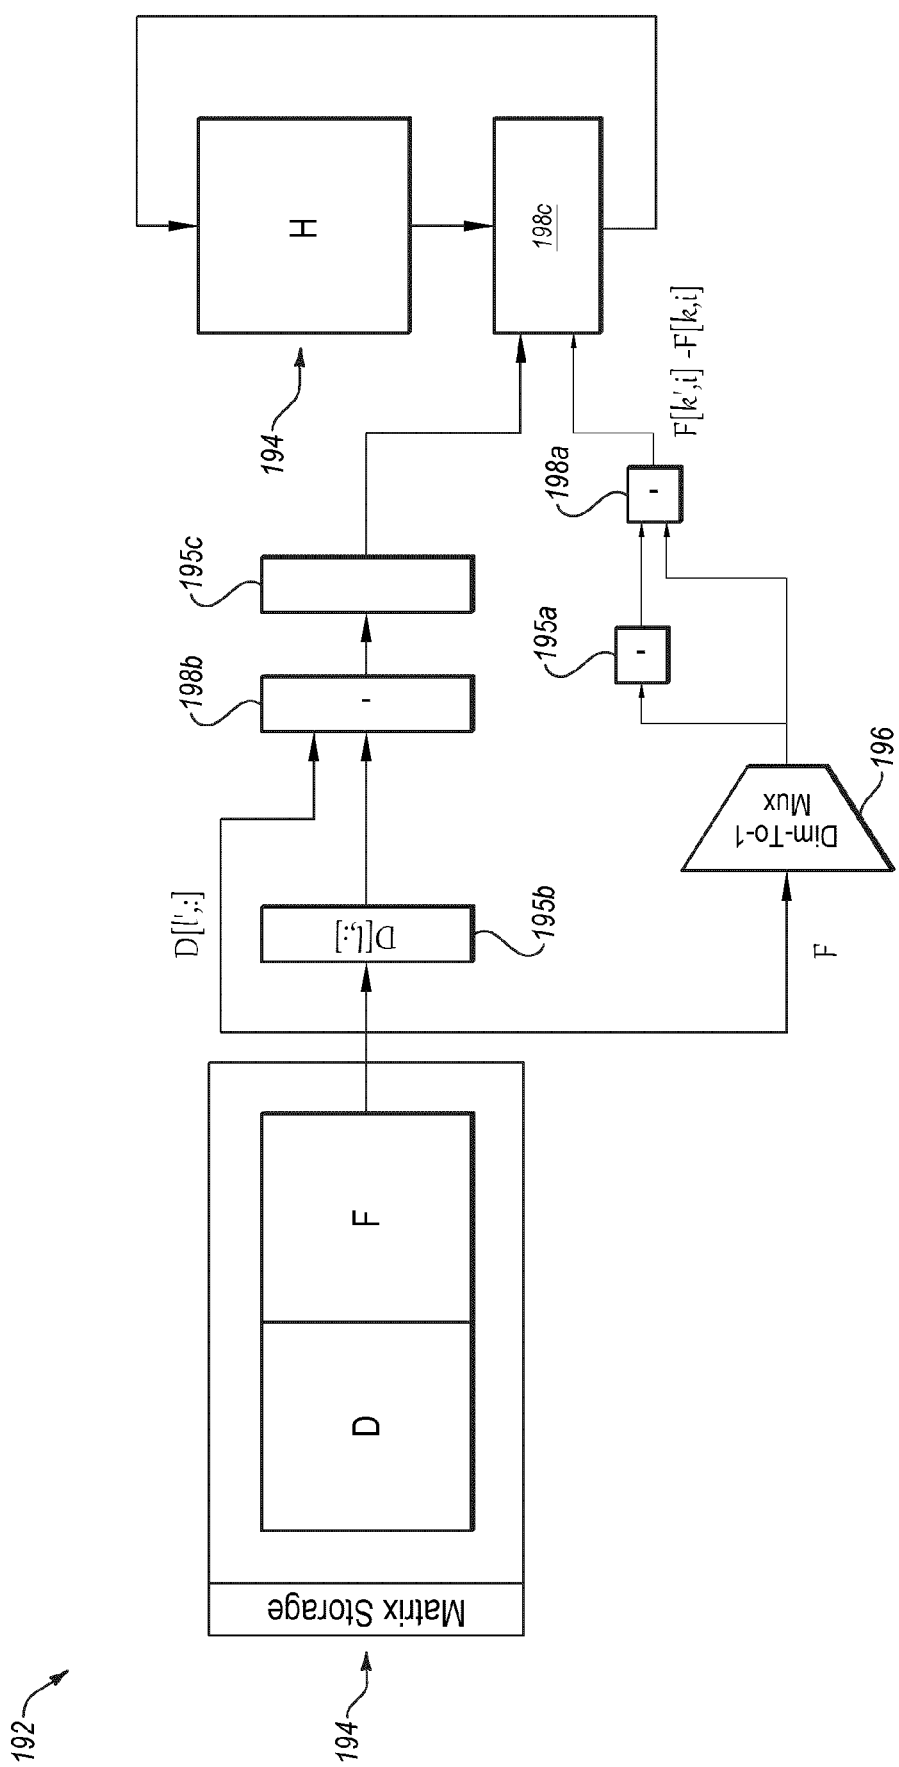 192
194
Matrix Storage
D
F
D[l',:]
D[l,:]
195b
F
Dim-To-1
Mux
196
198b
-
195c
195a
-
198a
-
F[k',i] -F[k,i]
194
H
198c